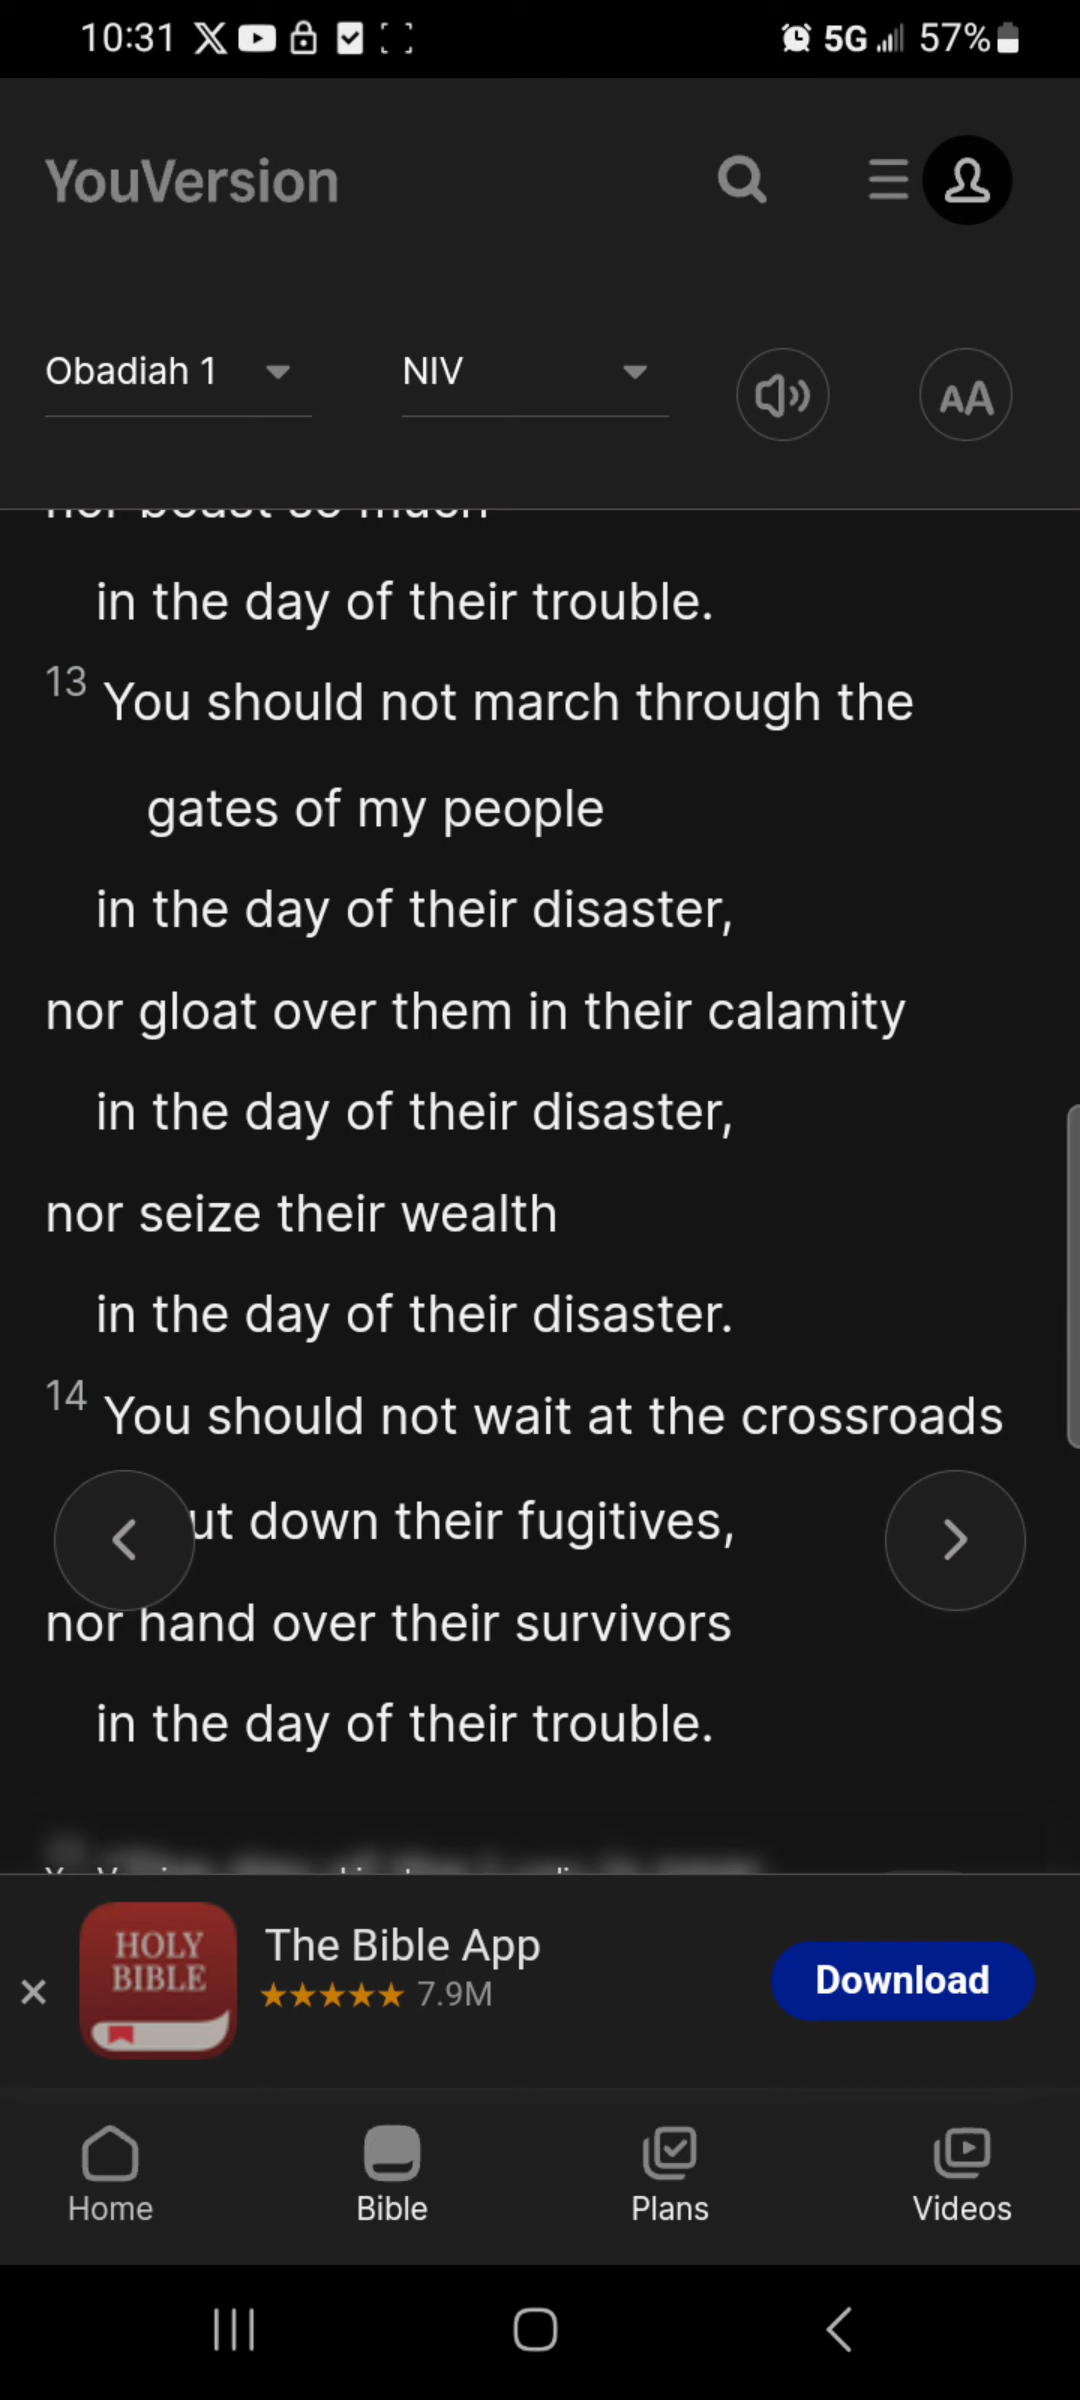 10:31 5G 57%
YouVersion
Obadiah 1 NIV AA
nor boast so much
in the day of their trouble.
13 You should not march through the
gates of my people
in the day of their disaster,
nor gloat over them in their calamity
in the day of their disaster,
nor seize their wealth
in the day of their disaster.
14 You should not wait at the crossroads
ut down their fugitives,
nor hand over their survivors
in the day of their trouble.
HOLY
BIBLE
The Bible App
7.9M
Download
Home Bible Plans Videos